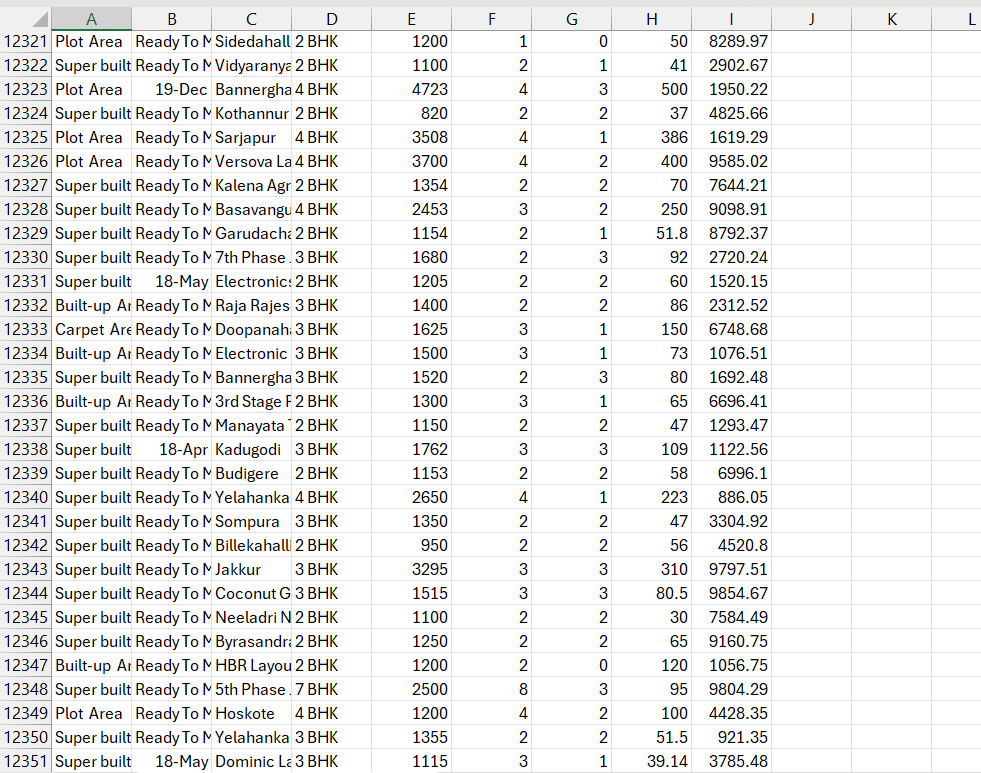 A B C D E F G H I J K L
12321 Plot Area Ready To M Sidedahall 2 BHK 1200 1 0 50 8289.97
12322 Super built Ready To M Vidyaranya 2 BHK 1100 2 1 41 2902.67
12323 Plot Area 19-Dec Bannergha 4 BHK 4723 4 3 500 1950.22
12324 Super built Ready To M Kothannur 2 BHK 820 2 2 37 4825.66
12325 Plot Area Ready To M Sarjapur 4 BHK 3508 4 1 386 1619.29
12326 Plot Area Ready To M Versova La 4 BHK 3700 4 2 400 9585.02
12327 Super built Ready To M Kalena Agr 2 BHK 1354 2 2 70 7644.21
12328 Super built Ready To M Basavangu 4 BHK 2453 3 2 250 9098.91
12329 Super built Ready To M Garudacha 2 BHK 1154 2 1 51.8 8792.37
12330 Super built Ready To M 7th Phase . 3 BHK 1680 2 3 92 2720.24
12331 Super built 18-May Electronics 2 BHK 1205 2 2 60 1520.15
12332 Built-up Ar Ready To M Raja Rajes 3 BHK 1400 2 2 86 2312.52
12333 Carpet Are Ready To M Doopanaha 3 BHK 1625 3 1 150 6748.68
12334 Built-up Ar Ready To M Electronic 3 BHK 1500 3 1 73 1076.51
12335 Super built Ready To M Bannergha 3 BHK 1520 2 3 80 1692.48
12336 Built-up Ar Ready To M 3rd Stage R 2 BHK 1300 3 1 65 6696.41
12337 Super built Ready To M Manayata T 2 BHK 1150 2 2 47 1293.47
12338 Super built 18-Apr Kadugodi 3 BHK 1762 3 3 109 1122.56
12339 Super built Ready To M Budigere 2 BHK 1153 2 2 58 6996.1
12340 Super built Ready To M Yelahanka 4 BHK 2650 4 1 223 886.05
12341 Super built Ready To M Sompura 3 BHK 1350 2 2 47 3304.92
12342 Super built Ready To M Billekahalli 2 BHK 950 2 2 56 4520.8
12343 Super built Ready To M Jakkur 3 BHK 3295 3 3 310 9797.51
12344 Super built Ready To M Coconut G 3 BHK 1515 3 3 80.5 9854.67
12345 Super built Ready To M Neeladri N 2 BHK 1100 2 2 30 7584.49
12346 Super built Ready To M Byrasandra 2 BHK 1250 2 2 65 9160.75
12347 Built-up Ar Ready To M HBR Layou 2 BHK 1200 2 0 120 1056.75
12348 Super built Ready To M 5th Phase . 7 BHK 2500 8 3 95 9804.29
12349 Plot Area Ready To M Hoskote 4 BHK 1200 4 2 100 4428.35
12350 Super built Ready To M Yelahanka 3 BHK 1355 2 2 51.5 921.35
12351 Super built 18-May Dominic La 3 BHK 1115 3 1 39.14 3785.48